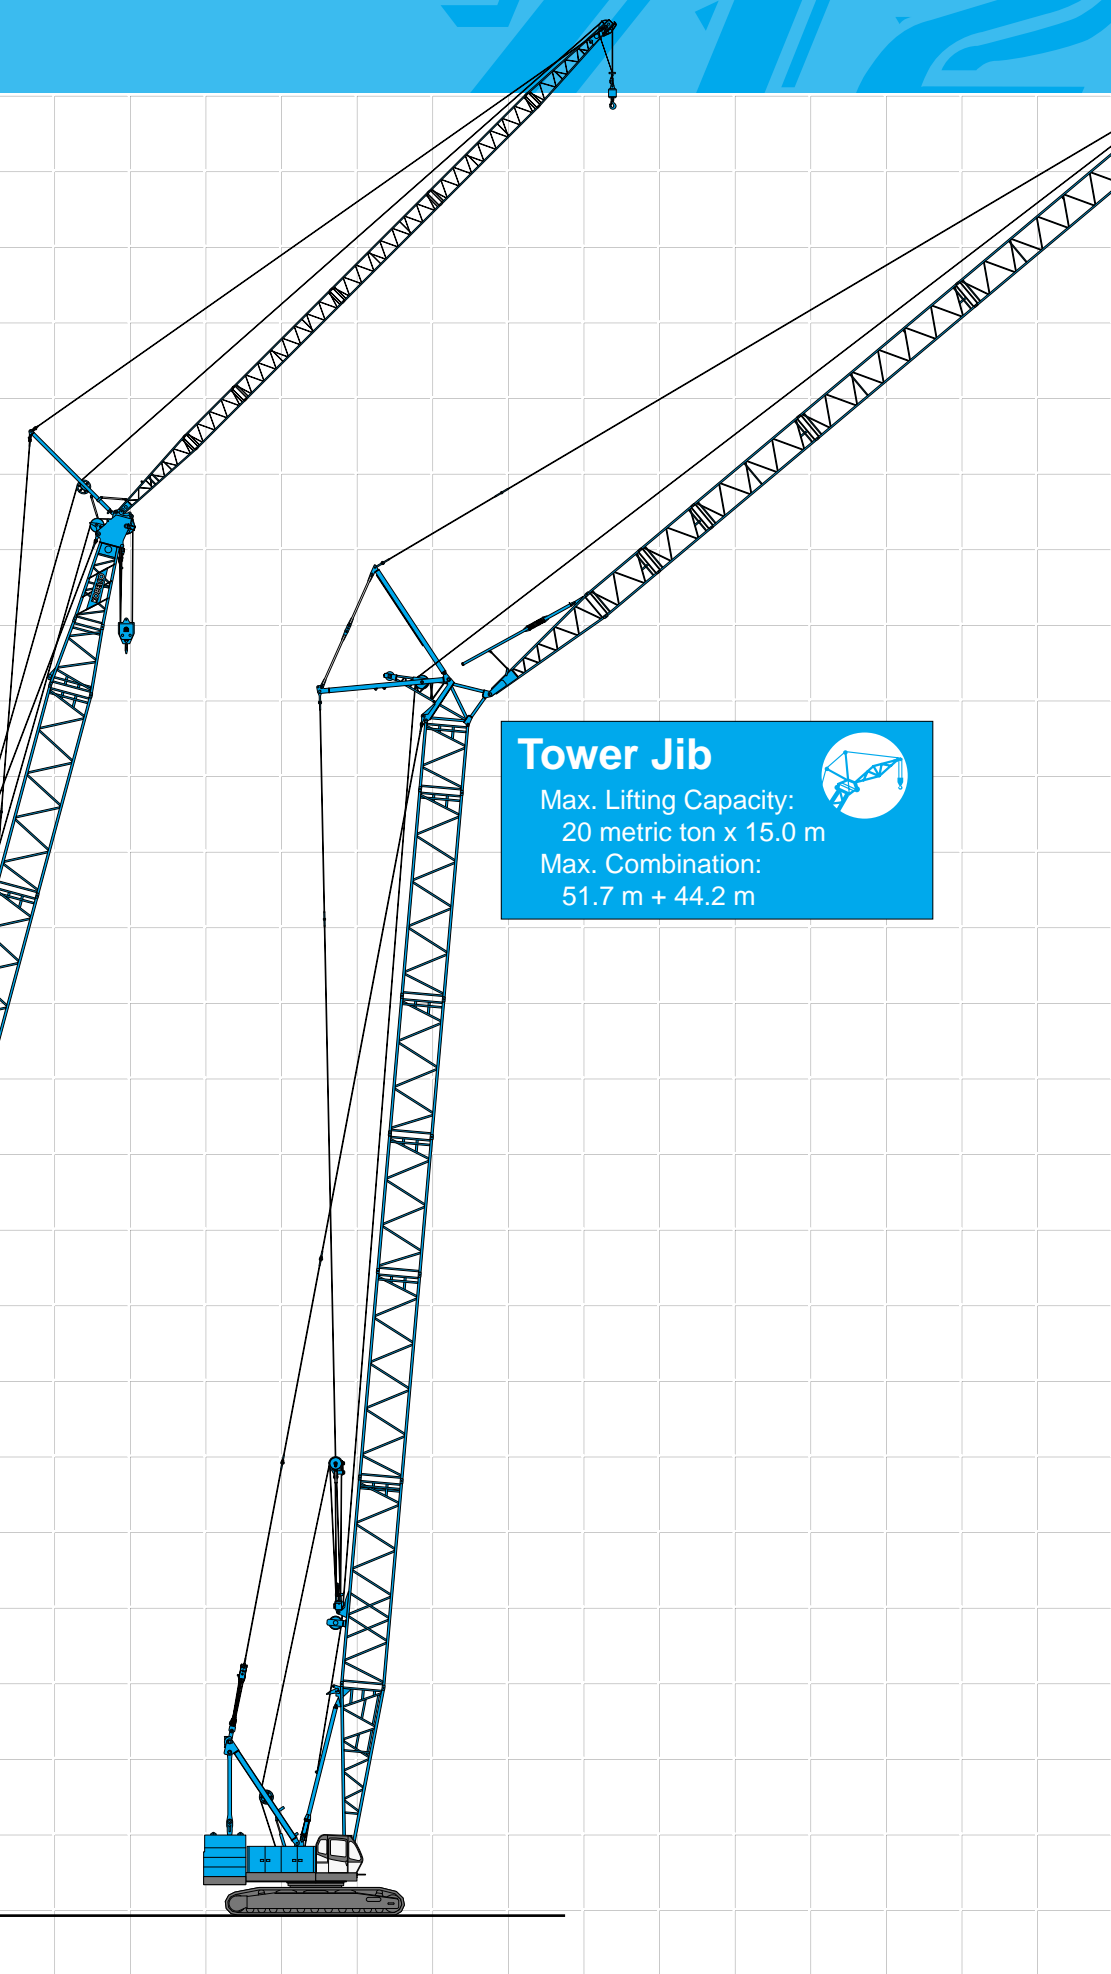 Tower Jib
Max. Lifting Capacity:
20 metric ton x 15.0 m
Max. Combination:
51.7 m + 44.2 m